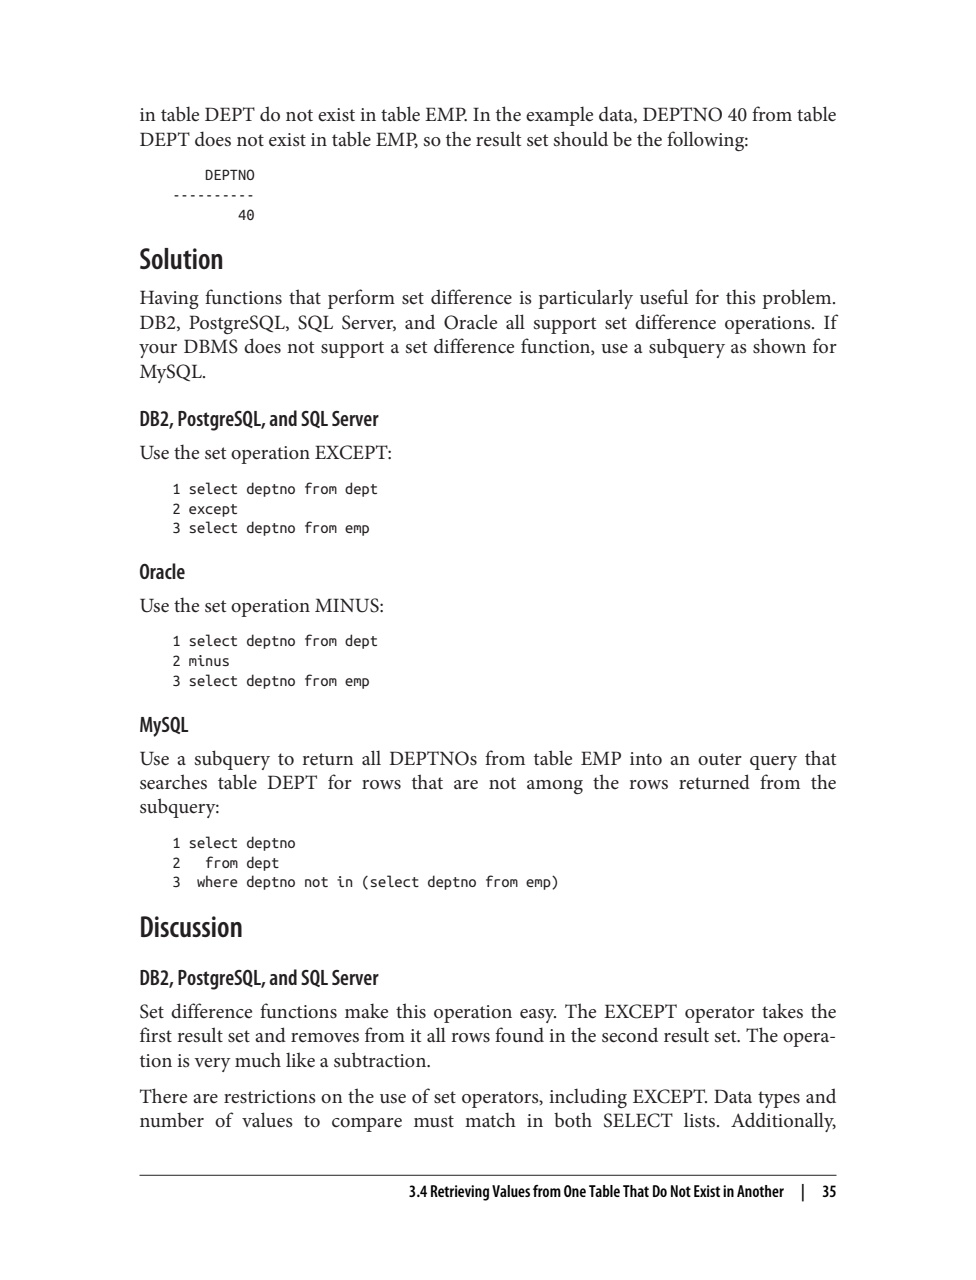 in table DEPT do not exist in table EMP. In the example data, DEPTNO 40 from table
DEPT does not exist in table EMP, so the result set should be the following:
DEPTNO
----------
40
Solution
Having functions that perform set difference is particularly useful for this problem.
DB2, PostgreSQL, SQL Server, and Oracle all support set difference operations. If
your DBMS does not support a set difference function, use a subquery as shown for
MySQL.
DB2, PostgreSQL, and SQL Server
Use the set operation EXCEPT:
1 select deptno from dept
2 except
3 select deptno from emp
Oracle
Use the set operation MINUS:
1 select deptno from dept
2 minus
3 select deptno from emp
MySQL
Use a subquery to return all DEPTNOs from table EMP into an outer query that
searches table DEPT for rows that are not among the rows returned from the
subquery:
1 select deptno
2   from dept
3  where deptno not in (select deptno from emp)
Discussion
DB2, PostgreSQL, and SQL Server
Set difference functions make this operation easy. The EXCEPT operator takes the
first result set and removes from it all rows found in the second result set. The opera-
tion is very much like a subtraction.
There are restrictions on the use of set operators, including EXCEPT. Data types and
number of values to compare must match in both SELECT lists. Additionally,
3.4 Retrieving Values from One Table That Do Not Exist in Another | 35